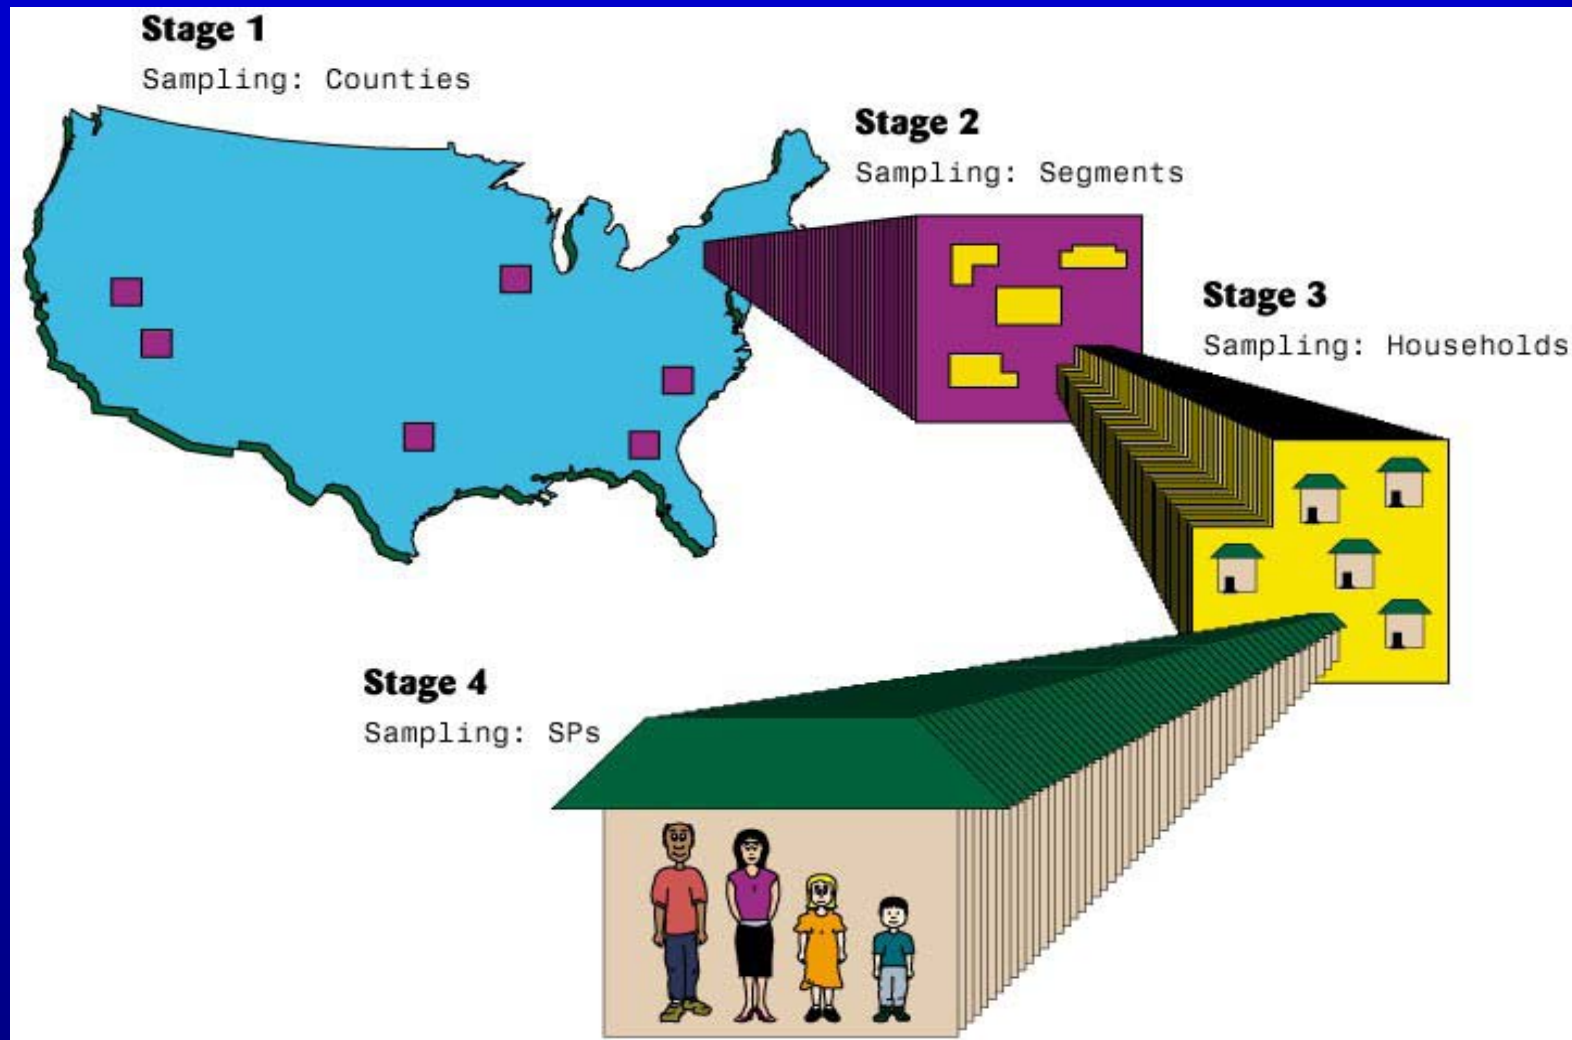 Stage 1
Sampling: Counties
Stage 2
Sampling: Segments
Stage 3
Sampling: Households
Stage 4
Sampling: SPs